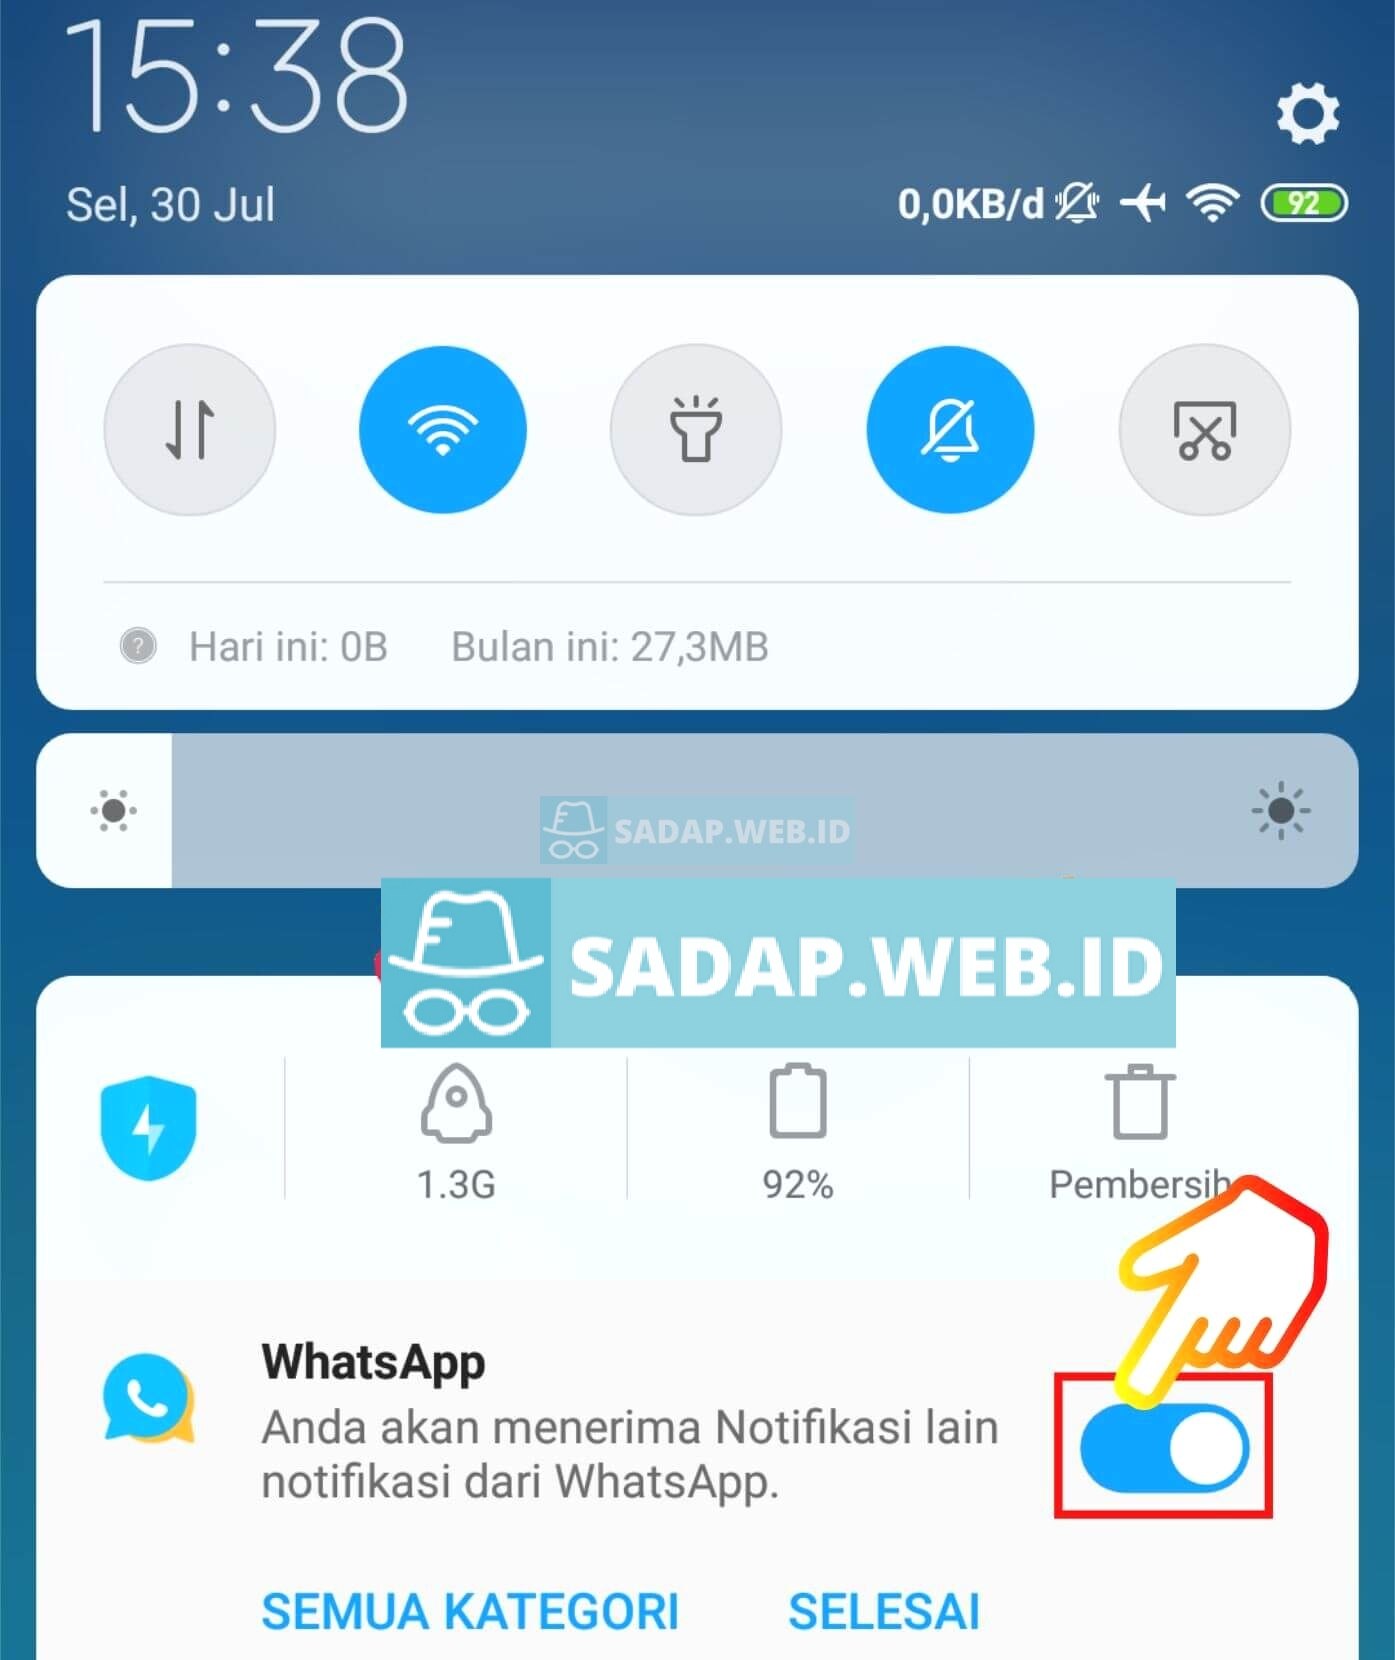 15:38
Sel, 30 Jul
0,0KB/d
92
Hari ini: 0B Bulan ini: 27,3MB
SADAP.WEB.ID
SADAP.WEB.ID
1.3G 92% Pembersih
WhatsApp
Anda akan menerima Notifikasi lain
notifikasi dari WhatsApp.
SEMUA KATEGORI SELESAI